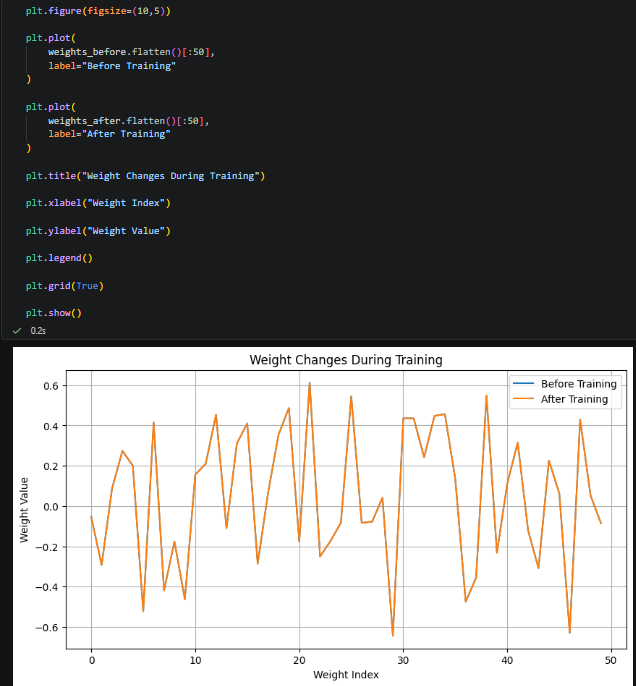 plt.figure(figsize=(10,5))
plt.plot(
weights_before.flatten()[:50],
label="Before Training"
)
plt.plot(
weights_after.flatten()[:50],
label="After Training"
)
plt.title("Weight Changes During Training")
plt.xlabel("Weight Index")
plt.ylabel("Weight Value")
plt.legend()
plt.grid(True)
plt.show()
0.2s
Weight Changes During Training
Before Training
After Training
0.6
0.4
0.2
0.0
−0.2
−0.4
−0.6
Weight Value
0 10 20 30 40 50
Weight Index